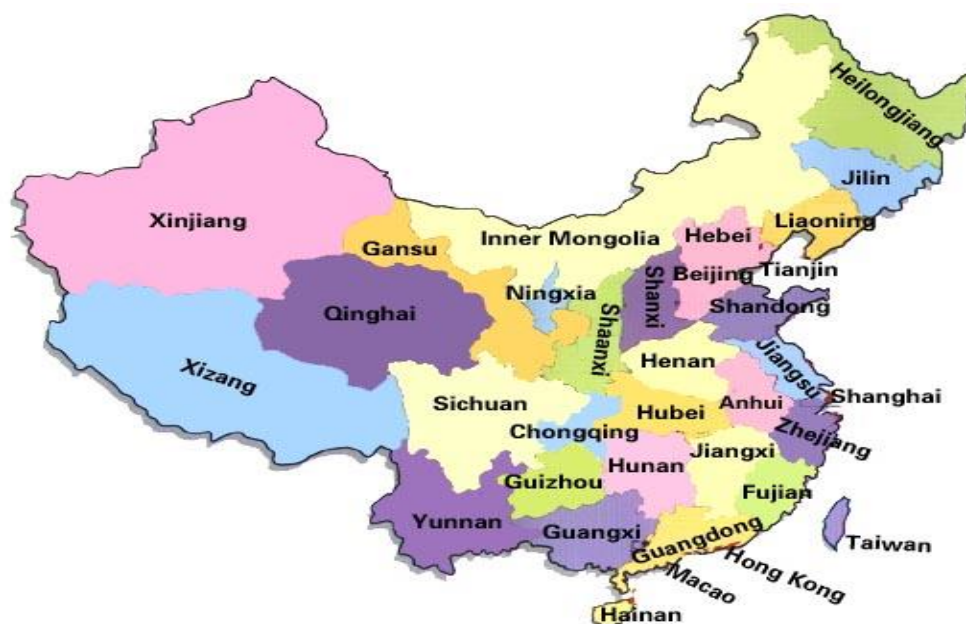 Heilongjiang
Jilin
Xinjiang
Liaoning
Gansu
Inner Mongolia
Hebei
Beijing
Tianjin
Ningxia
Shanxi
Shandong
Qinghai
Shaanxi
Henan
Jiangsu
Xizang
Sichuan
Hubei
Anhui
Shanghai
Chongqing
Zhejiang
Jiangxi
Hunan
Guizhou
Fujian
Yunnan
Guangxi
Guangdong
Taiwan
Hong Kong
Macao
Hainan